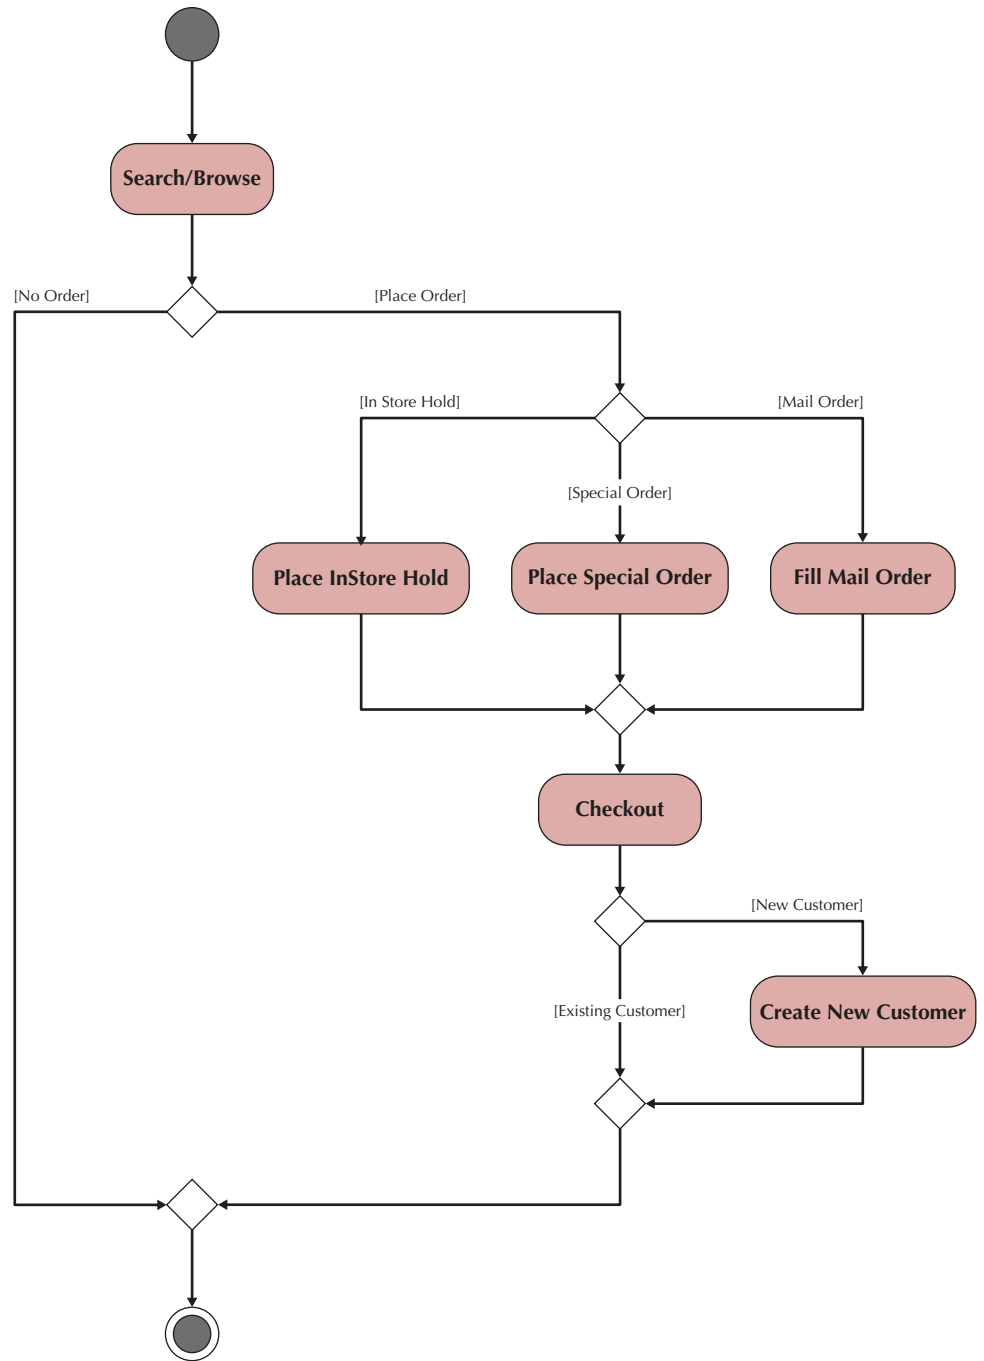 Search/Browse
[No Order]
[Place Order]
[In Store Hold]
[Mail Order]
[Special Order]
Place InStore Hold
Place Special Order
Fill Mail Order
Checkout
[New Customer]
[Existing Customer]
Create New Customer